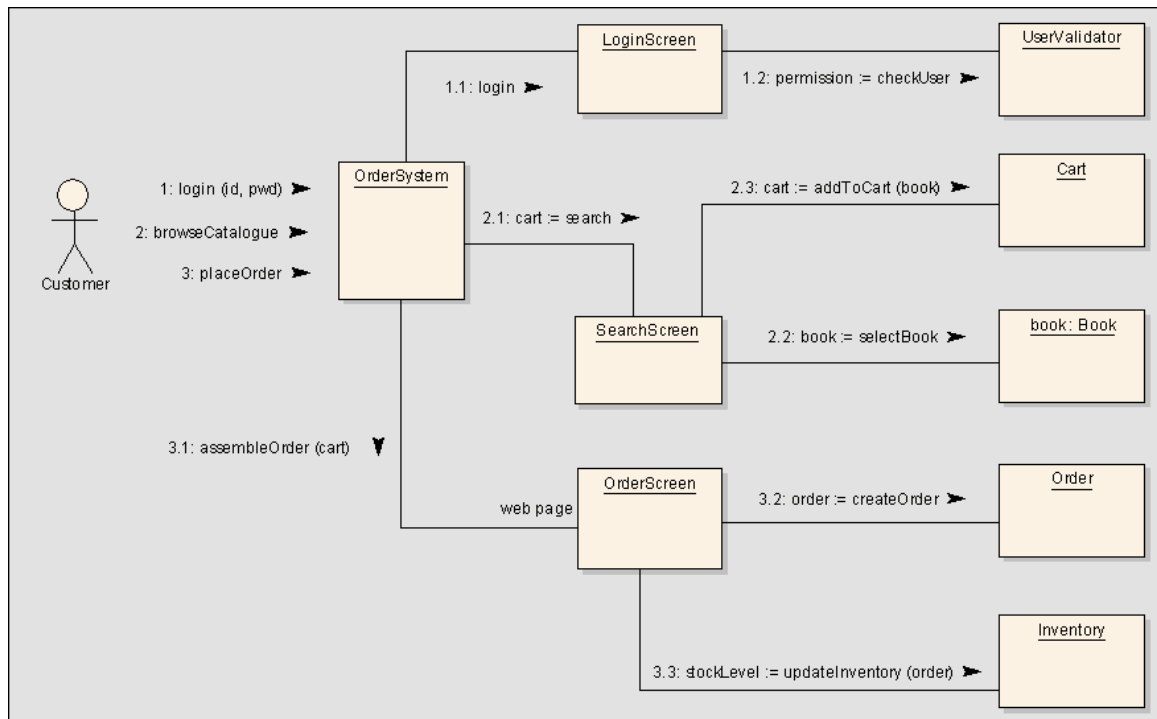 LoginScreen
UserValidator
1.1: login
1.2: permission := checkUser
OrderSystem
Cart
1: login (id, pwd)
2.3: cart := addToCart (book)
2.1: cart := search
2: browseCatalogue
3: placeOrder
Customer
SearchScreen
book: Book
2.2: book := selectBook
3.1: assembleOrder (cart)
OrderScreen
Order
3.2: order := createOrder
web page
Inventory
3.3: stockLevel := updateInventory (order)